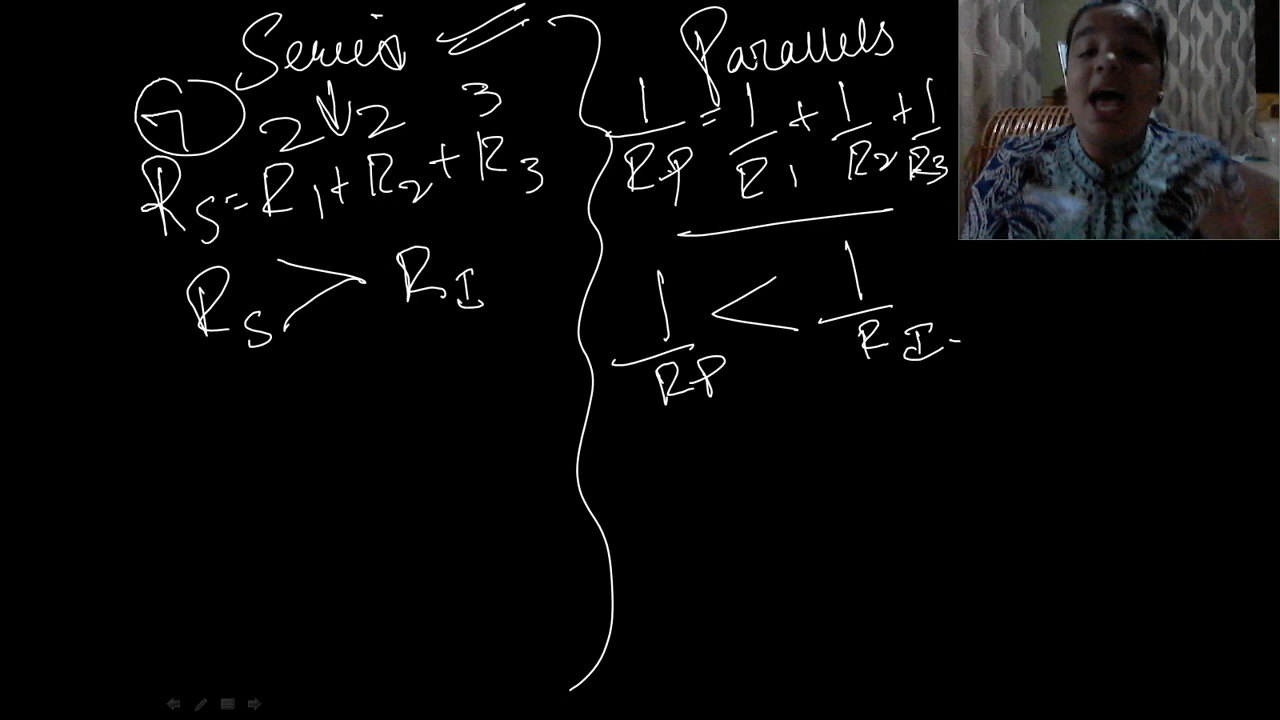 Series
7 2 2 3
Rs = R1 + R2 + R3
Rs > RI
Parallels
1/RP = 1/R1 + 1/R2 + 1/R3
1/RP < 1/RI